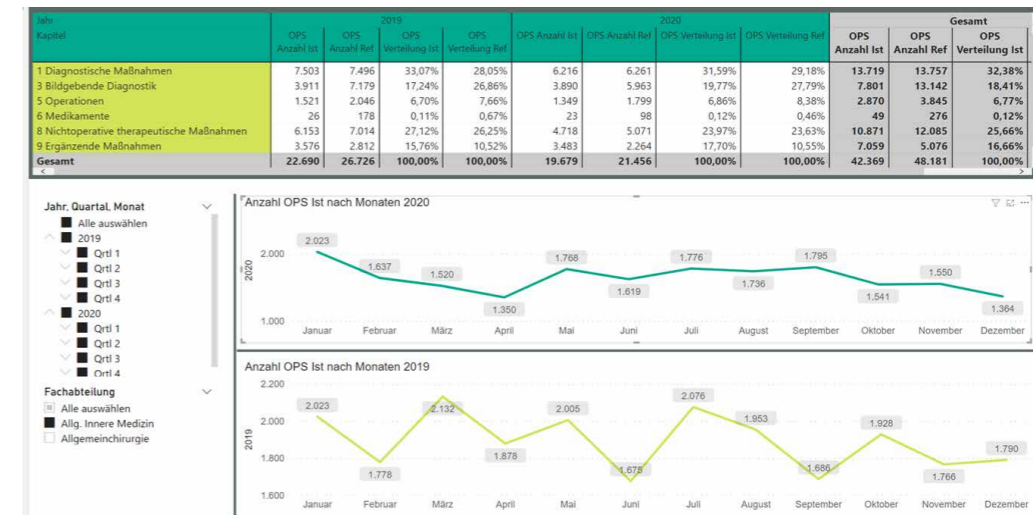 Jahr 2019 2020 Gesamt
Kapitel OPS Anzahl Ist OPS Anzahl Ref OPS Verteilung Ist OPS Verteilung Ref OPS Anzahl Ist OPS Anzahl Ref OPS Verteilung Ist OPS Verteilung Ref OPS Anzahl Ist OPS Anzahl Ref OPS Verteilung Ist
1 Diagnostische Maßnahmen 7.503 7.496 33,07% 28,05% 6.216 6.261 31,59% 29,18% 13.719 13.757 32,38%
3 Bildgebende Diagnostik 3.911 7.179 17,24% 26,86% 3.890 5.963 19,77% 27,79% 7.801 13.142 18,41%
5 Operationen 1.521 2.046 6,70% 7,66% 1.349 1.799 6,86% 8,38% 2.870 3.845 6,77%
6 Medikamente 26 178 0,11% 0,67% 23 98 0,12% 0,46% 49 276 0,12%
8 Nichtoperative therapeutische Maßnahmen 6.153 7.014 27,12% 26,25% 4.718 5.071 23,97% 23,63% 10.871 12.085 25,66%
9 Ergänzende Maßnahmen 3.576 2.812 15,76% 10,52% 3.483 2.264 17,70% 10,55% 7.059 5.076 16,66%
Gesamt 22.690 26.726 100,00% 100,00% 19.679 21.456 100,00% 100,00% 42.369 48.181 100,00%
Jahr, Quartal, Monat
Alle auswählen
2019
Qrtl 1
Qrtl 2
Qrtl 3
Qrtl 4
2020
Qrtl 1
Qrtl 2
Qrtl 3
Qrtl 4
Fachabteilung
Alle auswählen
Allg. Innere Medizin
Allgemeinchirurgie
Anzahl OPS Ist nach Monaten 2020
2020
2.000
1.000
2.023 1.637 1.520 1.350 1.768 1.619 1.776 1.736 1.795 1.541 1.550 1.364
Januar Februar März April Mai Juni Juli August September Oktober November Dezember
Anzahl OPS Ist nach Monaten 2019
2019
2.200
2.000
1.800
1.600
2.023 1.778 2.132 1.878 2.005 1.675 2.076 1.953 1.686 1.928 1.766 1.790
Januar Februar März April Mai Juni Juli August September Oktober November Dezember